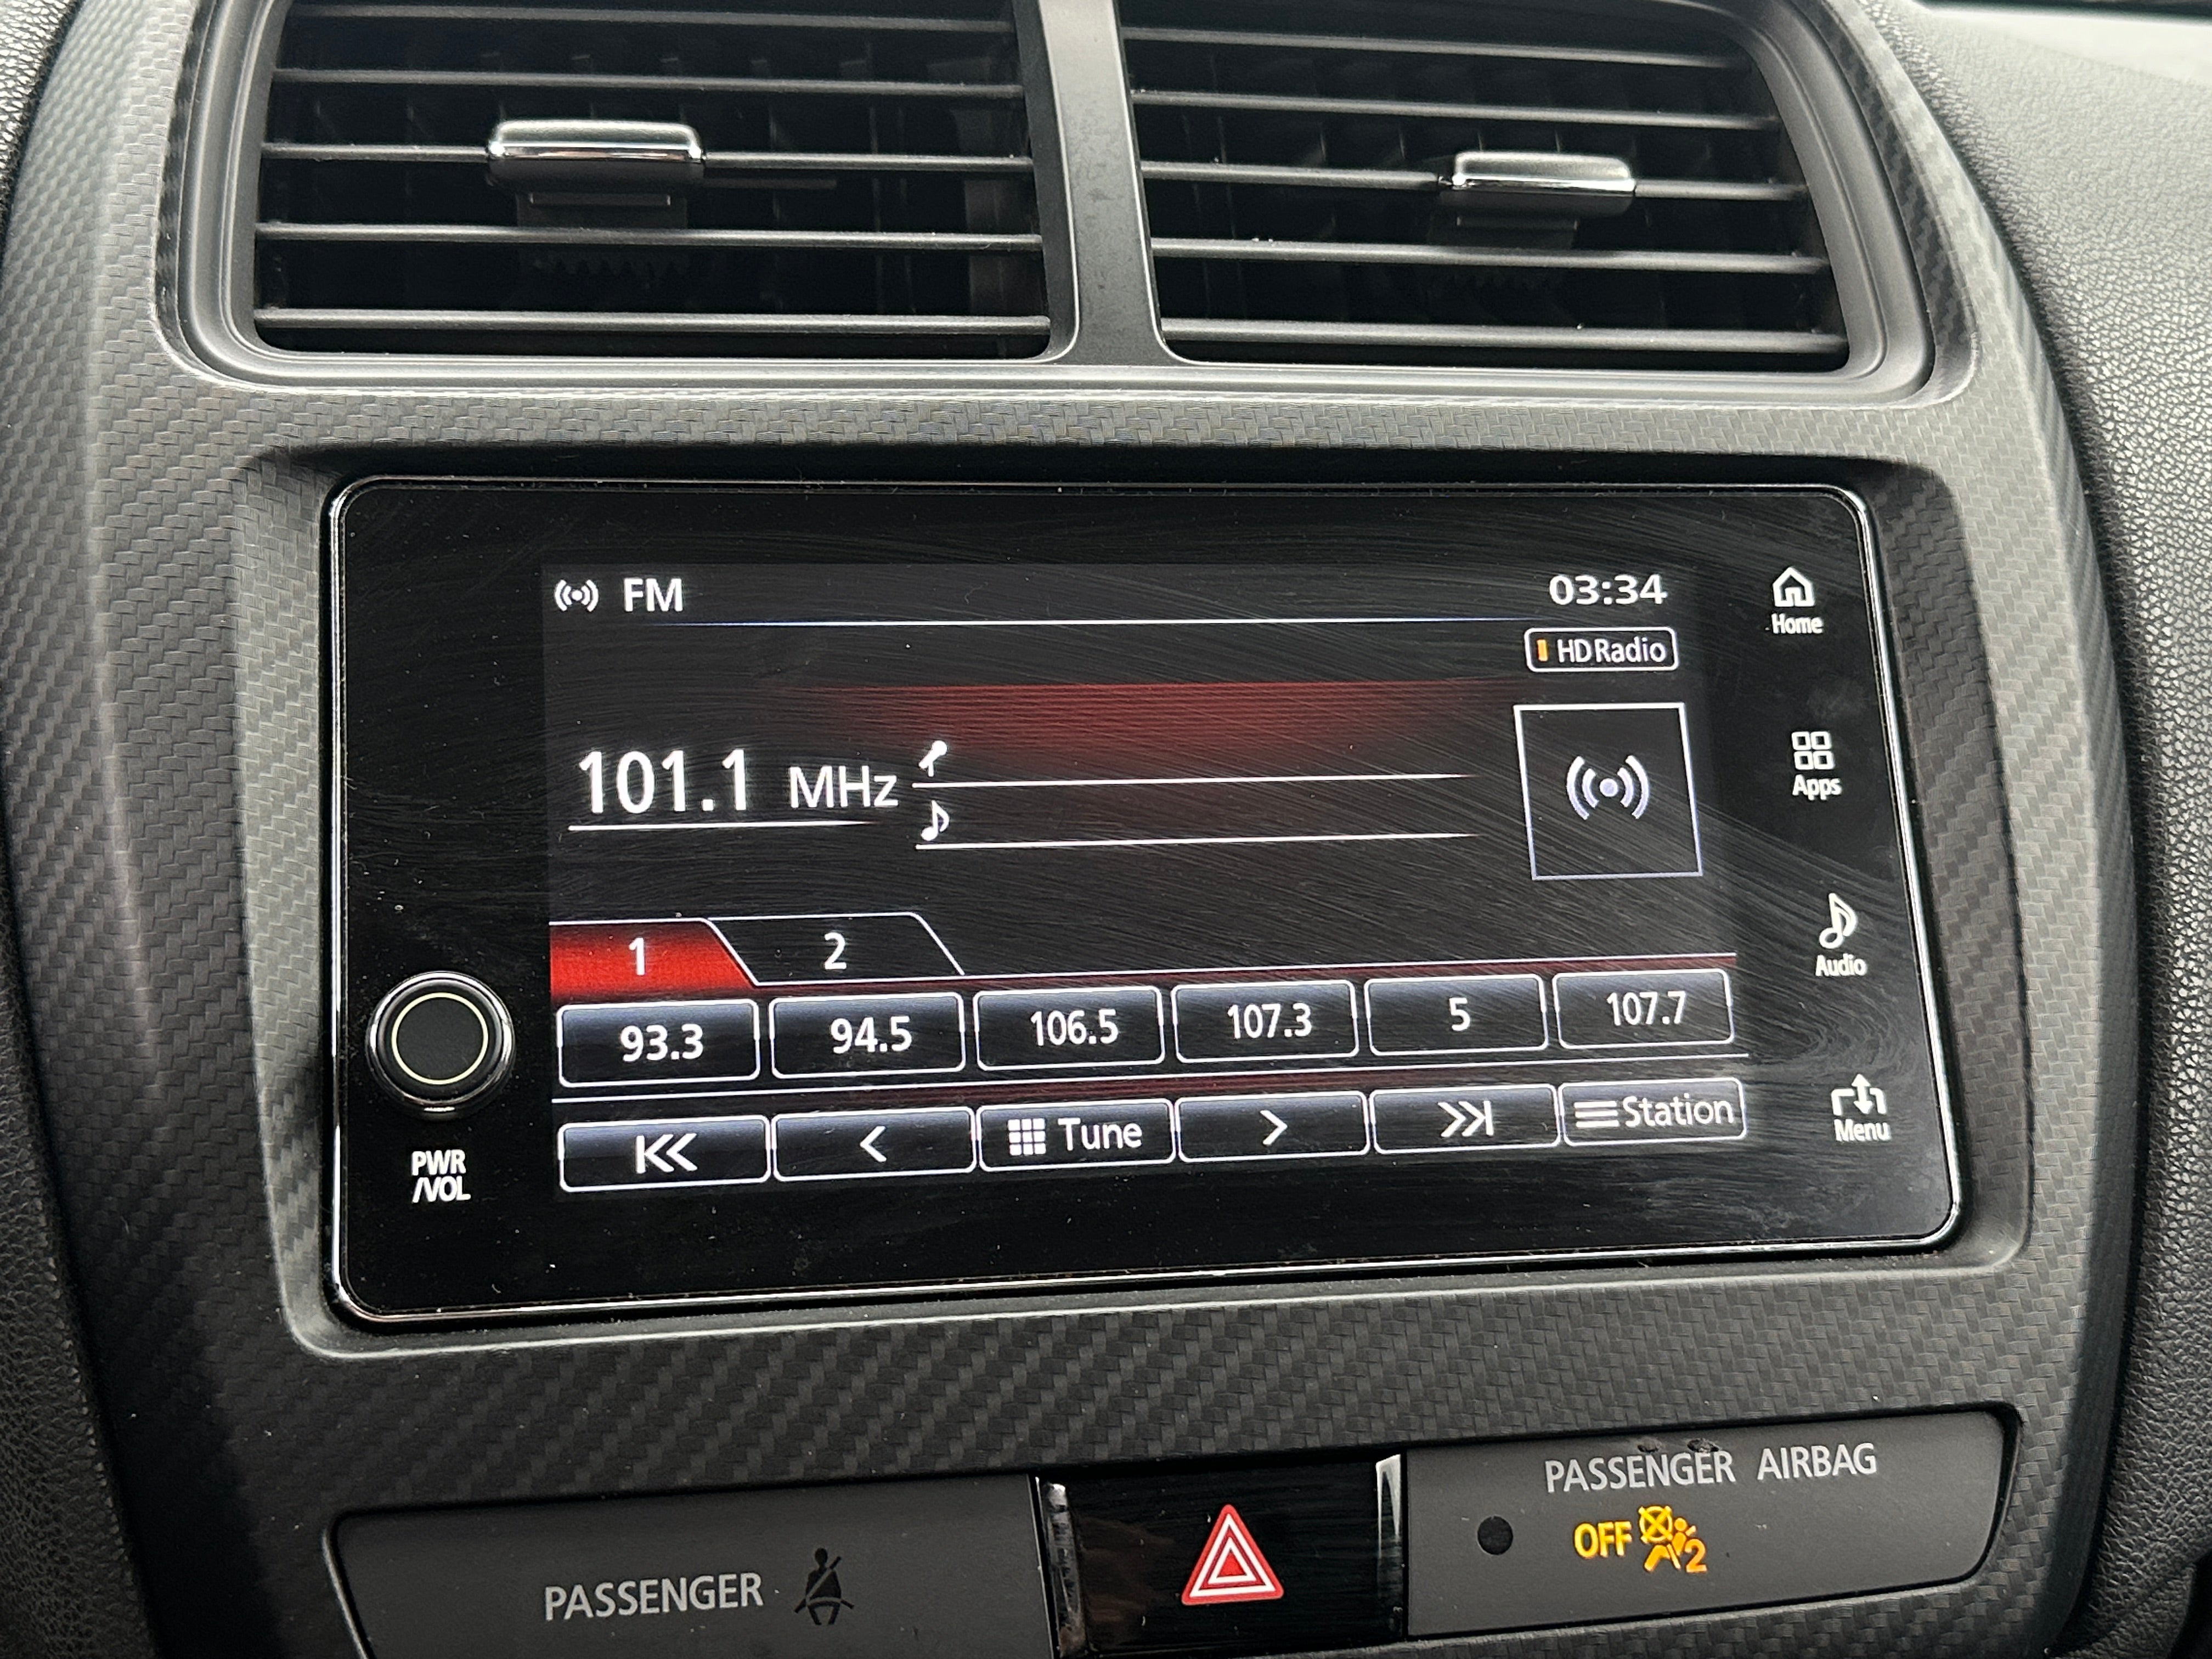 FM
03:34
Home
HD Radio
101.1 MHz
Apps
1 2
Audio
93.3 94.5 106.5 107.3 5 107.7
Tune Station
Menu
PWR
/VOL
PASSENGER AIRBAG
OFF 2
PASSENGER